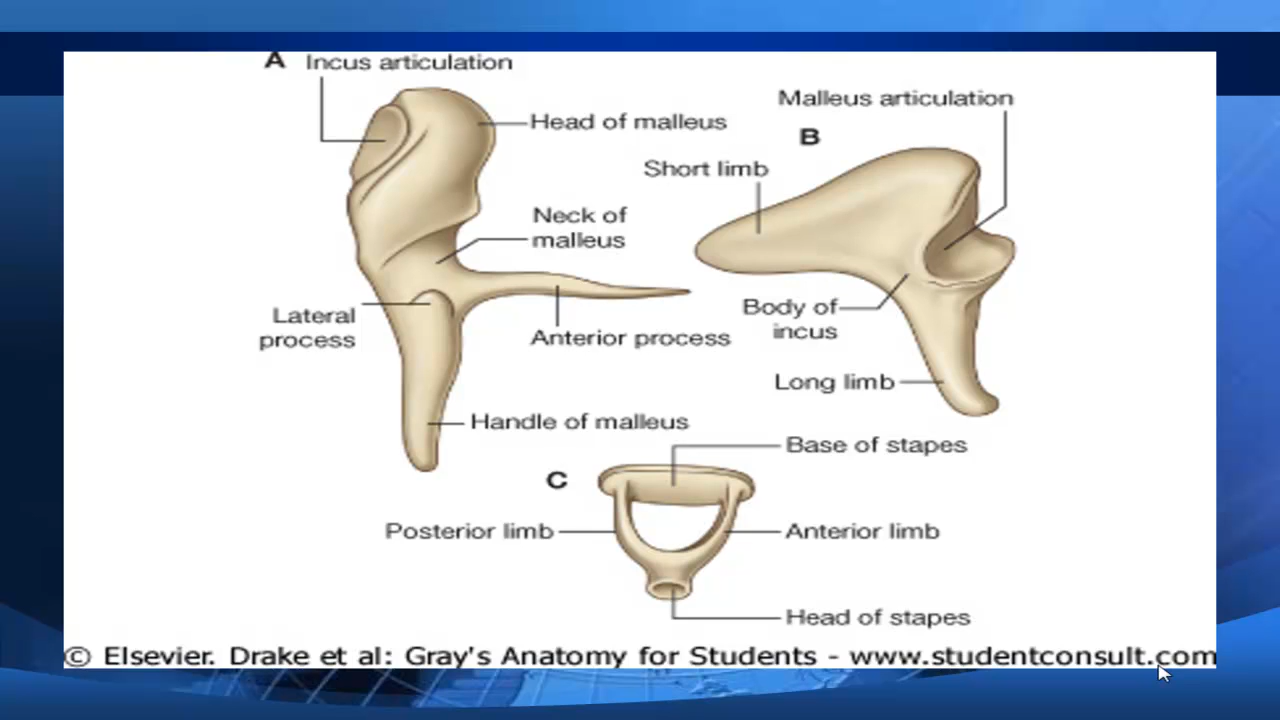 A Incus articulation
Head of malleus
Neck of
malleus
Lateral
process
Anterior process
Handle of malleus
Malleus articulation
B
Short limb
Body of
incus
Long limb
C
Base of stapes
Posterior limb
Anterior limb
Head of stapes
© Elsevier. Drake et al: Gray's Anatomy for Students - www.studentconsult.com